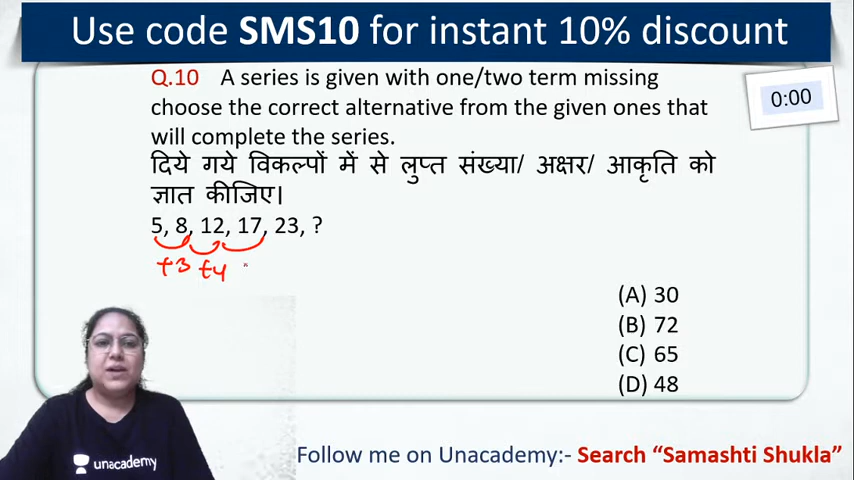 Use code SMS10 for instant 10% discount
Q.10 A series is given with one/two term missing
0:00
choose the correct alternative from the given ones that
will complete the series.
दिये गये विकल्पों में से लुप्त संख्या/ अक्षर/ आकृति को
ज्ञात कीजिए।
5, 8, 12, 17, 23, ?
+3 +4
(A) 30
(B) 72
(C) 65
(D) 48
unacademy
Follow me on Unacademy:- Search “Samashti Shukla”